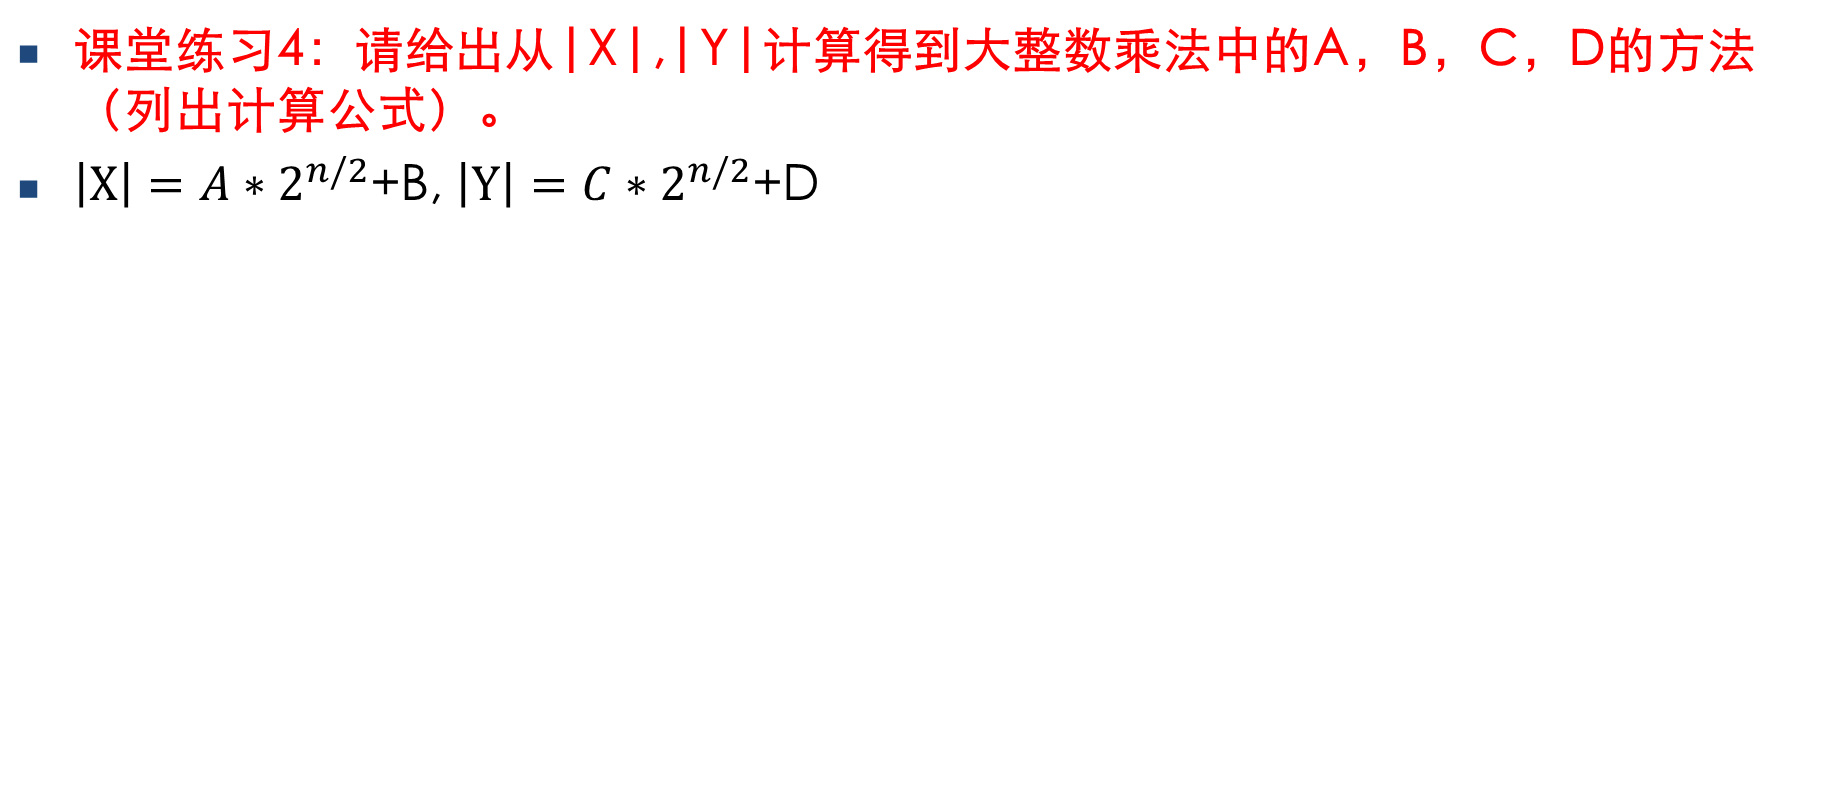 ▪ 课堂练习4：请给出从|X|,|Y|计算得到大整数乘法中的A，B，C，D的方法
（列出计算公式）。
▪ |X| = A ∗ 2^{n/2}+B, |Y| = C ∗ 2^{n/2}+D